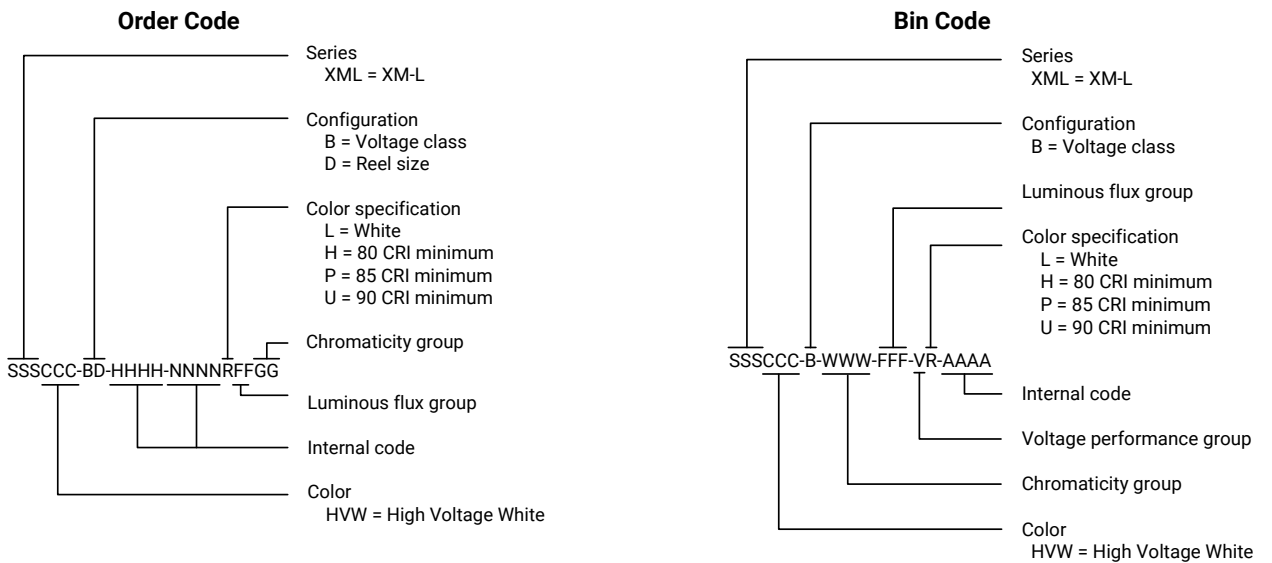 Order Code
Series
XML = XM-L
Configuration
B = Voltage class
D = Reel size
Color specification
L = White
H = 80 CRI minimum
P = 85 CRI minimum
U = 90 CRI minimum
Chromaticity group
SSSCCC-BD-HHHH-NNNNRFFGG
Luminous flux group
Internal code
Color
HVW = High Voltage White
Bin Code
Series
XML = XM-L
Configuration
B = Voltage class
Luminous flux group
Color specification
L = White
H = 80 CRI minimum
P = 85 CRI minimum
U = 90 CRI minimum
SSSCCC-B-WWW-FFF-VR-AAAA
Internal code
Voltage performance group
Chromaticity group
Color
HVW = High Voltage White